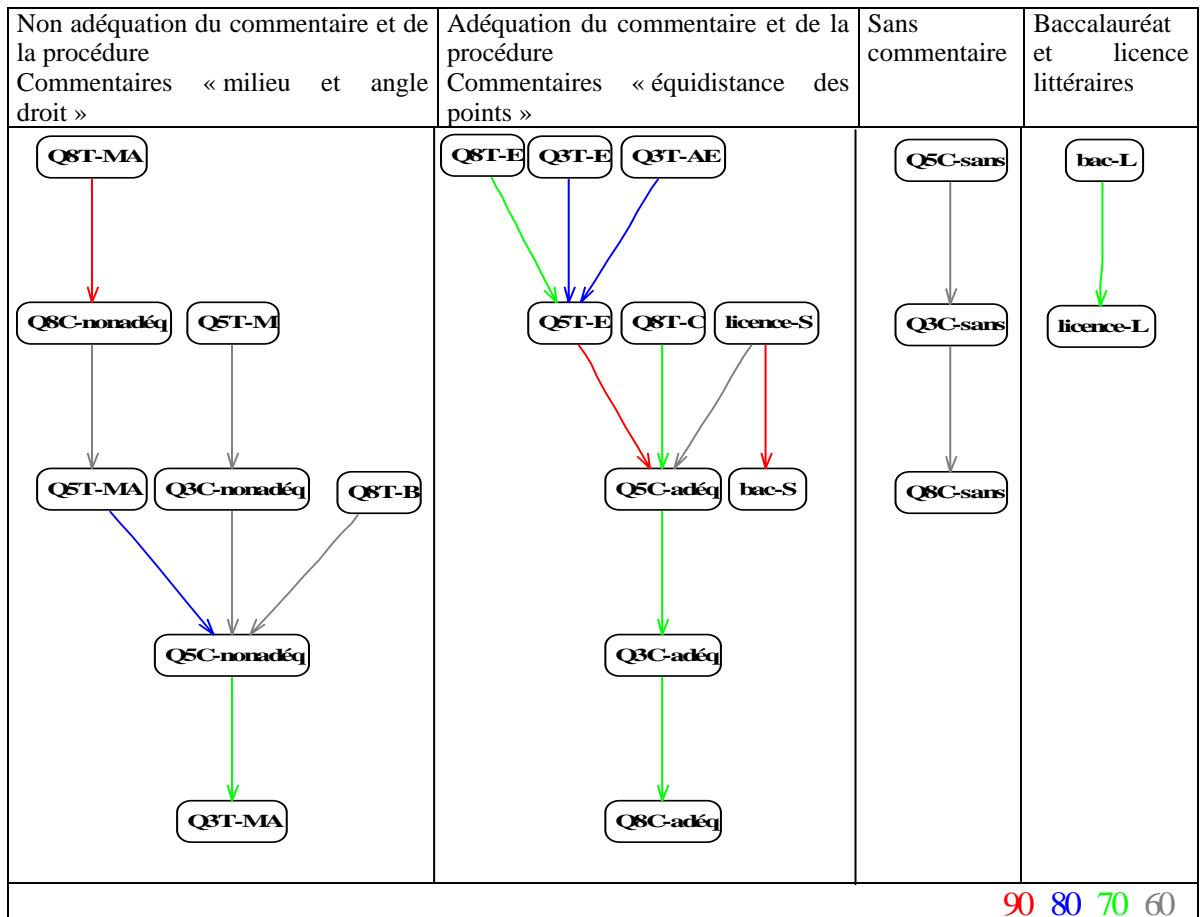 Non adéquation du commentaire et de
la procédure
Commentaires « milieu et angle
droit »
Adéquation du commentaire et de la
procédure
Commentaires « équidistance des
points »
Sans
commentaire
Baccalauréat
et licence
littéraires
Q8T-MA
Q8C-nonadéq
Q5T-M
Q5T-MA
Q3C-nonadéq
Q8T-B
Q5C-nonadéq
Q3T-MA
Q8T-E
Q3T-E
Q3T-AE
Q5T-E
Q8T-C
licence-S
Q5C-adéq
bac-S
Q3C-adéq
Q8C-adéq
Q5C-sans
Q3C-sans
Q8C-sans
bac-L
licence-L
90 80 70 60